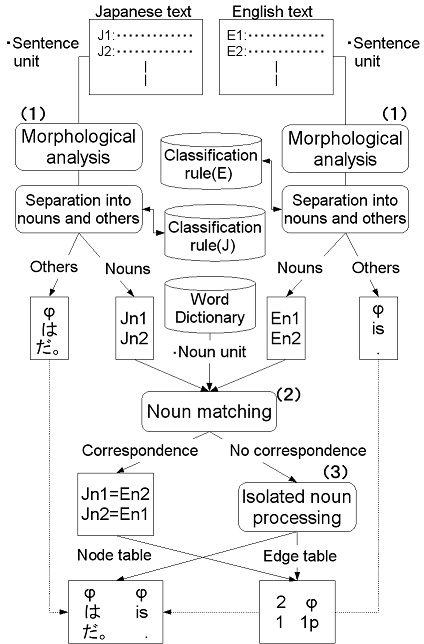 Japanese text English text
J1:·············
J2:·············
E1:·············
E2:·············
·Sentence
unit
·Sentence
unit
(1)
(1)
Morphological
analysis
Morphological
analysis
Classification
rule(E)
Separation into
nouns and others
Separation into
nouns and others
Classification
rule(J)
Others
Nouns
Nouns
Others
φ
は
だ。
Jn1
Jn2
Word
Dictionary
En1
En2
φ
is
.
·Noun unit
(2)
Noun matching
Correspondence
No correspondence
(3)
Jn1=En2
Jn2=En1
Isolated noun
processing
Node table
Edge table
φ φ
は is
だ。 .
2 φ
1 1p